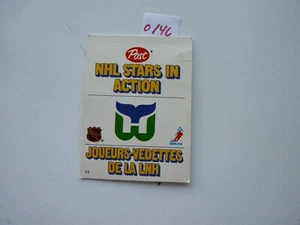 0146
Post
NHL STARS IN
ACTION
JOUEURS-VEDETTES
DE LA LNH